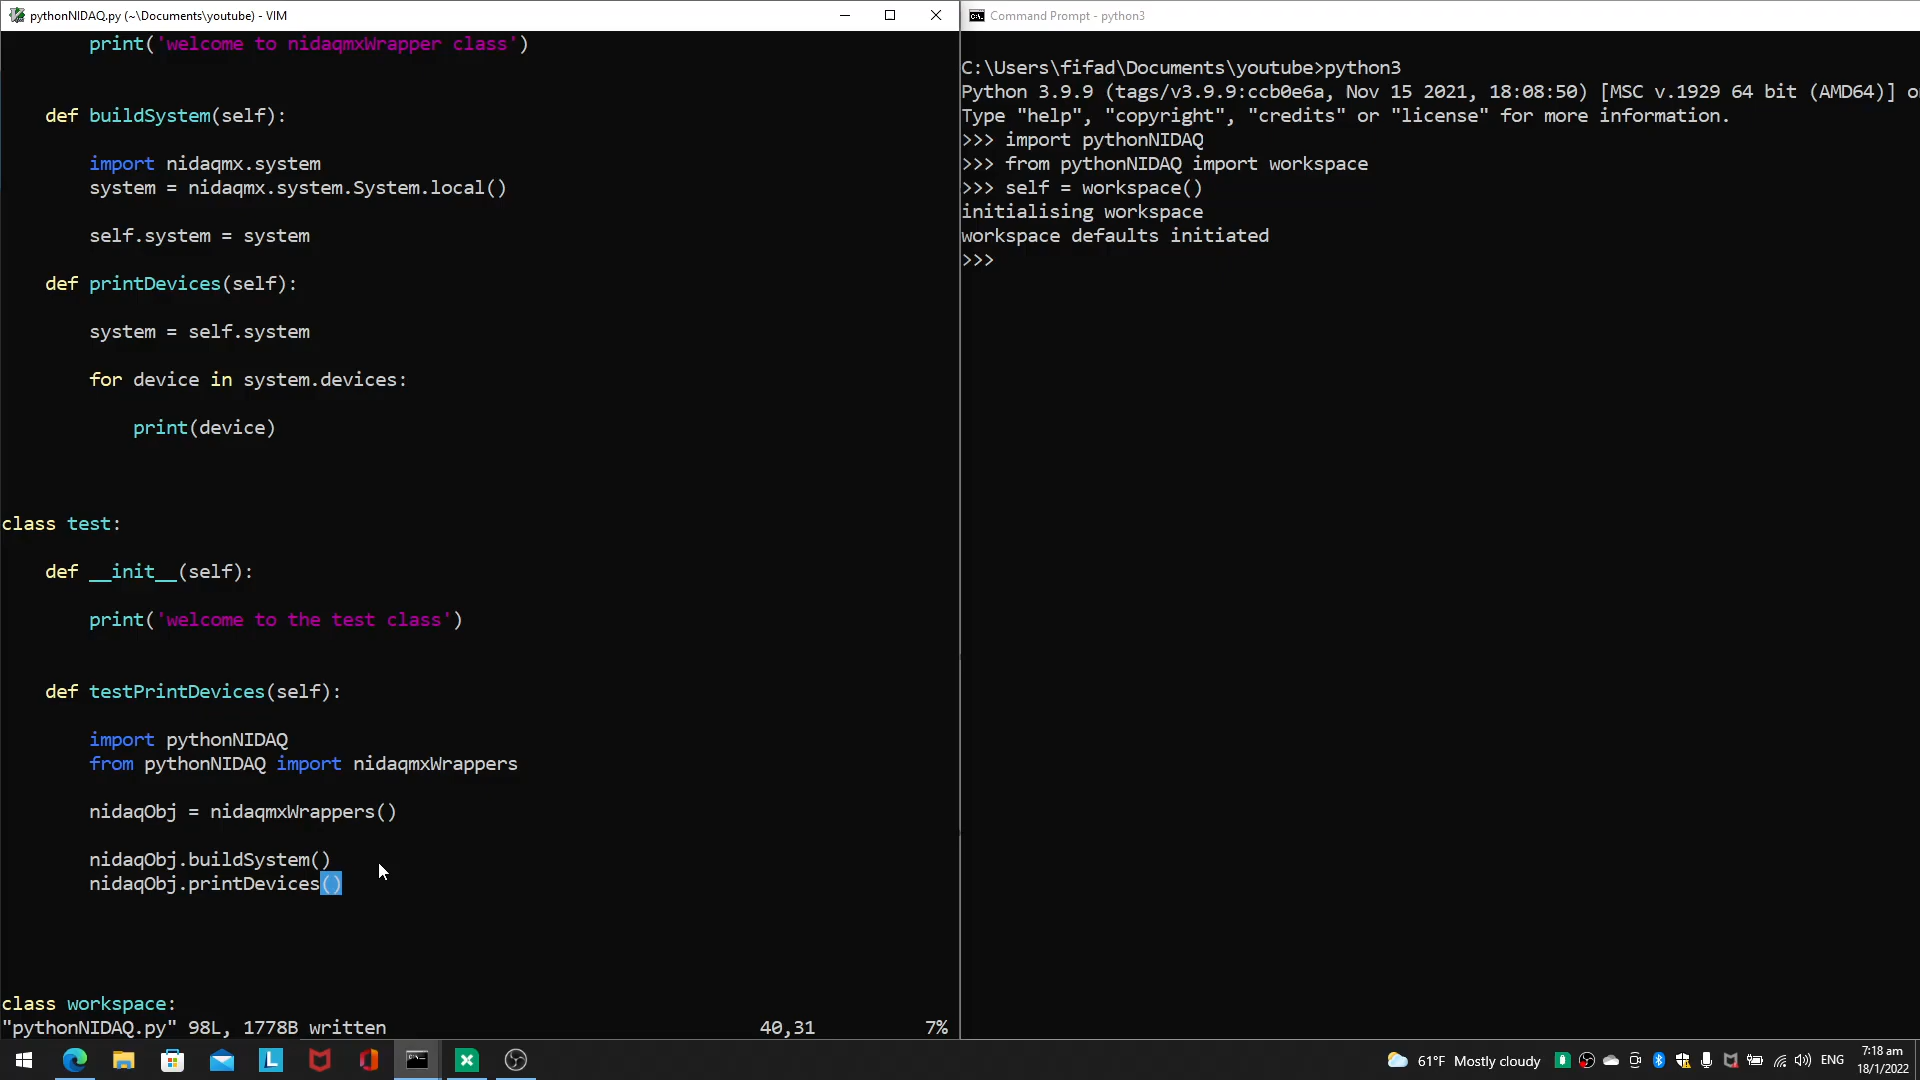 pythonNIDAQ.py (~\Documents\youtube) - VIM
print('welcome to nidaqmxWrapper class')
def buildSystem(self):
import nidaqmx.system
system = nidaqmx.system.System.local()
self.system = system
def printDevices(self):
system = self.system
for device in system.devices:
print(device)
class test:
def __init__(self):
print('welcome to the test class')
def testPrintDevices(self):
import pythonNIDAQ
from pythonNIDAQ import nidaqmxWrappers
nidaqObj = nidaqmxWrappers()
nidaqObj.buildSystem()
nidaqObj.printDevices()
class workspace:
"pythonNIDAQ.py" 98L, 1778B written 40,31 7%
Command Prompt - python3
C:\Users\fifad\Documents\youtube>python3
Python 3.9.9 (tags/v3.9.9:ccb0e6a, Nov 15 2021, 18:08:50) [MSC v.1929 64 bit (AMD64)] o
Type "help", "copyright", "credits" or "license" for more information.
>>> import pythonNIDAQ
>>> from pythonNIDAQ import workspace
>>> self = workspace()
initialising workspace
workspace defaults initiated
>>>
61°F Mostly cloudy ENG
7:18 am
18/1/2022